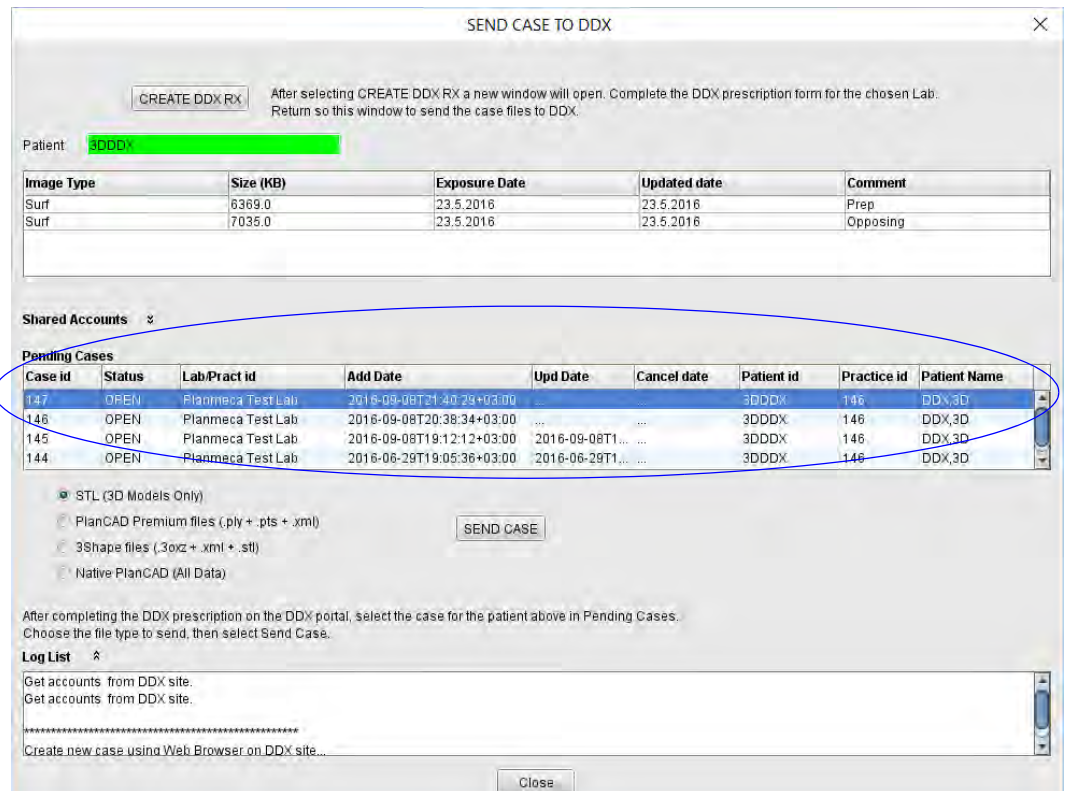 SEND CASE TO DDX
CREATE DDX RX
After selecting CREATE DDX RX a new window will open. Complete the DDX prescription form for the chosen Lab.
Return so this window to send the case files to DDX.
Patient 3DDDX
Image Type Size (KB) Exposure Date Updated date Comment
Surf 6369.0 23.5.2016 23.5.2016 Prep
Surf 7035.0 23.5.2016 23.5.2016 Opposing
Shared Accounts
Pending Cases
Case id Status Lab/Pract id Add Date Upd Date Cancel date Patient id Practice id Patient Name
147 OPEN Planmeca Test Lab 2016-09-08T21:40:29+03:00 ... ... 3DDDX 146 DDX,3D
146 OPEN Planmeca Test Lab 2016-09-08T20:38:34+03:00 ... ... 3DDDX 146 DDX,3D
145 OPEN Planmeca Test Lab 2016-09-08T19:12:12+03:00 2016-09-08T1... ... 3DDDX 146 DDX,3D
144 OPEN Planmeca Test Lab 2016-06-29T19:05:36+03:00 2016-06-29T1... ... 3DDDX 146 DDX,3D
STL (3D Models Only)
PlanCAD Premium files (.ply + .pts + .xml)
SEND CASE
3Shape files (.3oxz + .xml + .stl)
Native PlanCAD (All Data)
After completing the DDX prescription on the DDX portal, select the case for the patient above in Pending Cases.
Choose the file type to send, then select Send Case.
Log List
Get accounts from DDX site.
Get accounts from DDX site.
****************************************************
Create new case using Web Browser on DDX site...
Close